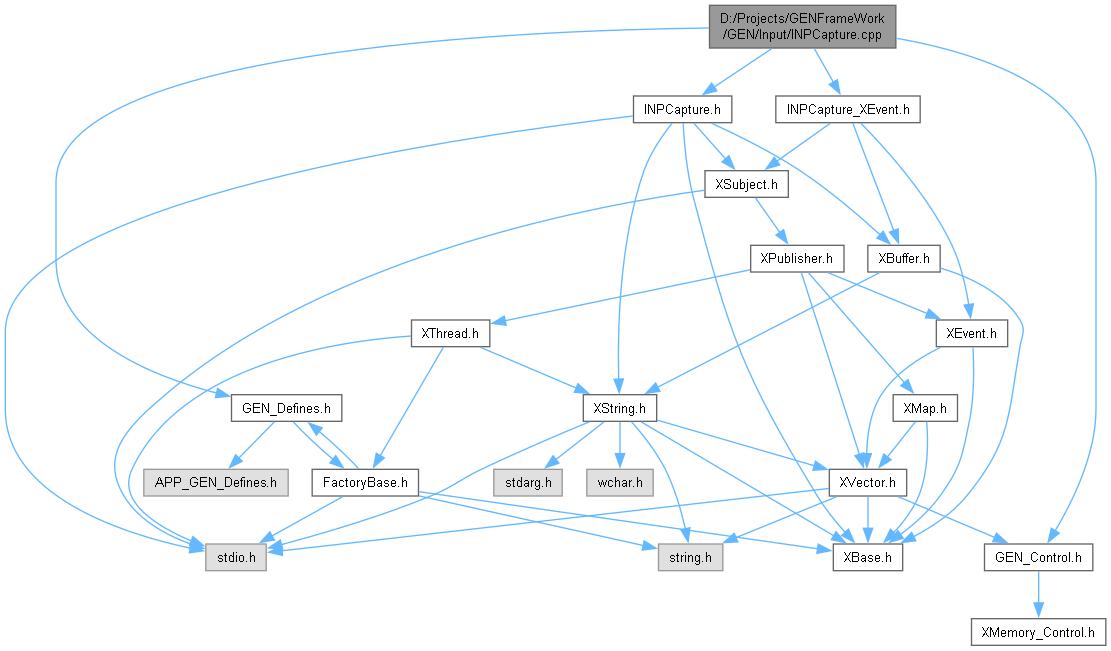 D:/Projects/GENFrameWork
/GEN/Input/INPCapture.cpp
INPCapture.h
INPCapture_XEvent.h
XSubject.h
XPublisher.h
XBuffer.h
XThread.h
XEvent.h
GEN_Defines.h
XString.h
XMap.h
APP_GEN_Defines.h
FactoryBase.h
stdarg.h
wchar.h
XVector.h
stdio.h
string.h
XBase.h
GEN_Control.h
XMemory_Control.h